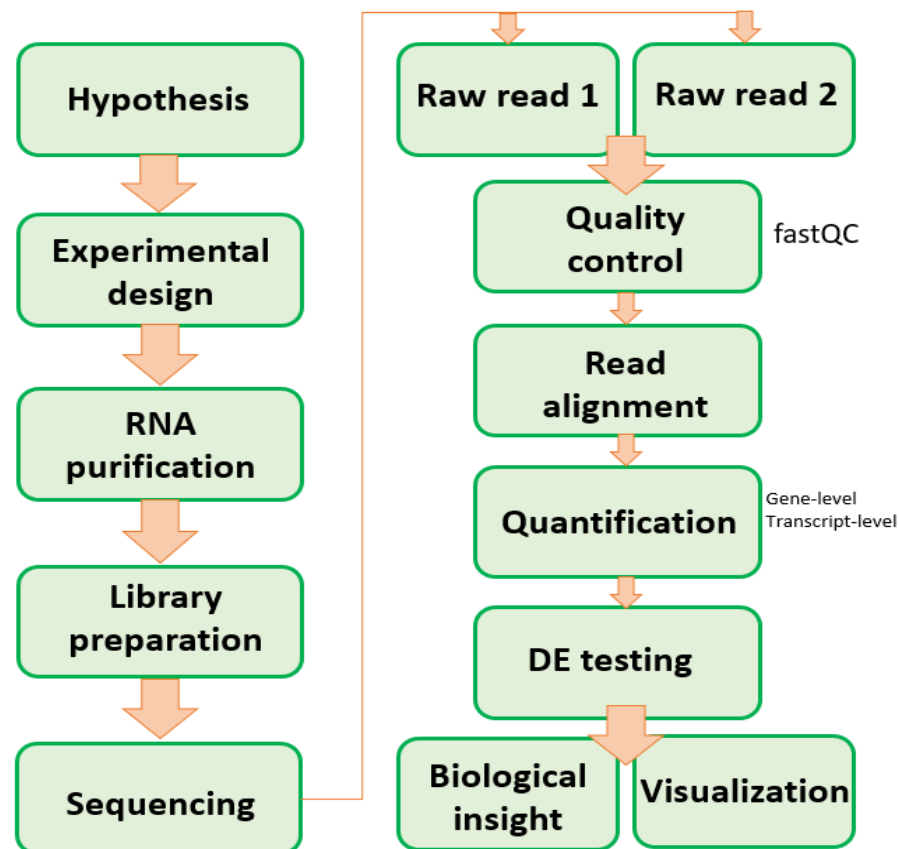 Hypothesis
Experimental
design
RNA
purification
Library
preparation
Sequencing
Raw read 1
Raw read 2
Quality
control
fastQC
Read
alignment
Quantification
Gene-level
Transcript-level
DE testing
Biological
insight
Visualization